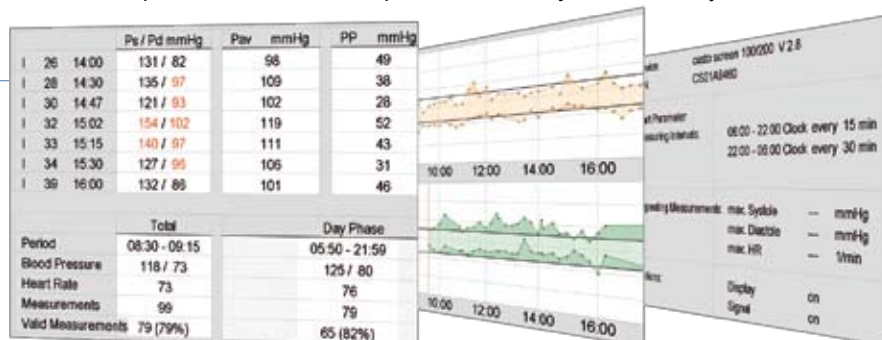 Ps / Pd mmHg Pav mmHg PP mmHg
I 26 14:00 131 / 82 98 49
I 28 14:30 135 / 97 109 38
I 30 14:47 121 / 93 102 28
I 32 15:02 154 / 102 119 52
I 33 15:15 140 / 97 111 43
I 34 15:30 127 / 96 106 31
I 39 16:00 132 / 86 101 46
Total Day Phase
Period 08:30 - 09:15 05:50 - 21:59
Blood Pressure 118 / 73 125 / 80
Heart Rate 73 76
Measurements 99 79
Valid Measurements 79 (79%) 65 (82%)
10:00 12:00 14:00 16:00
10:00 12:00 14:00 16:00
custo screen 100/200 V 2.8
Parameter
Intervals 06:00 - 22:00 Clock every 15 min
22:00 - 06:00 Clock every 30 min
Measurements max. Systole --- mmHg
max. Diastole --- mmHg
max. HR --- 1/min
Display on
Signal on